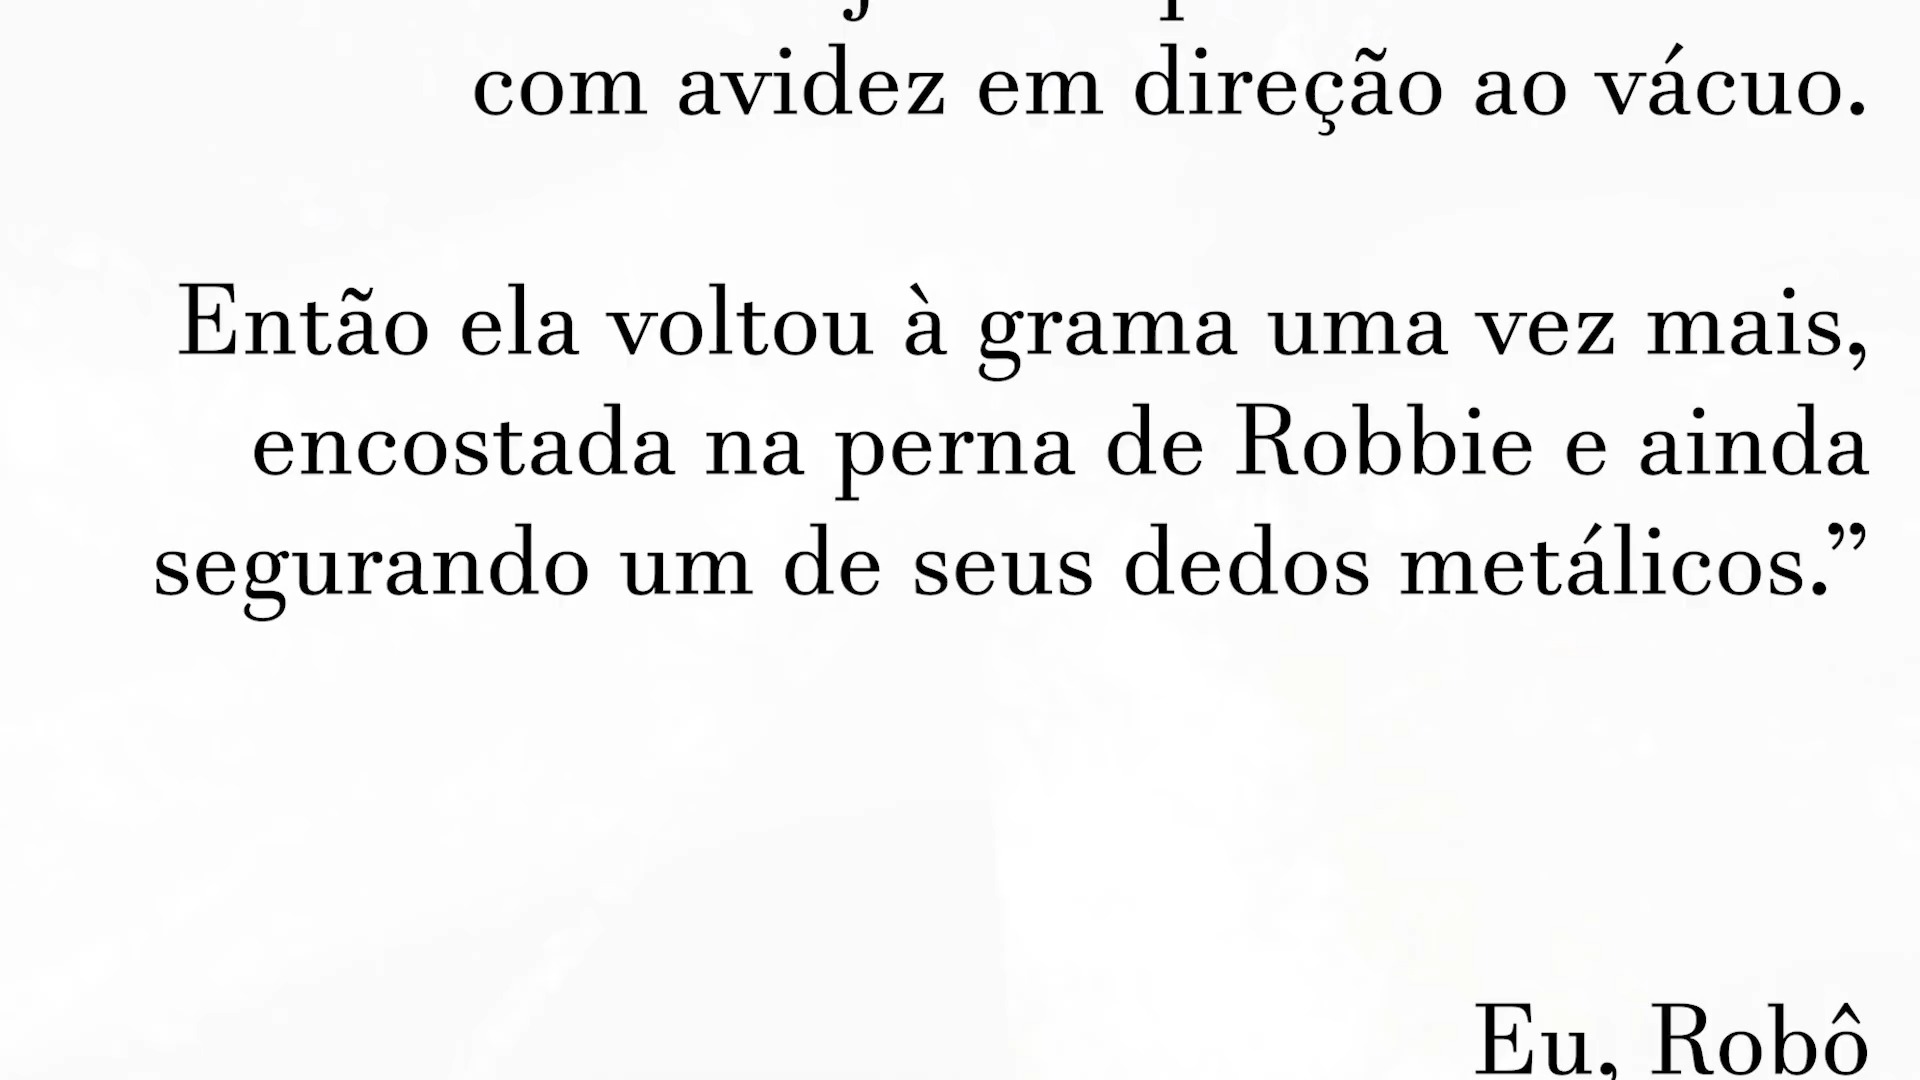 com avidez em direção ao vácuo.
Então ela voltou à grama uma vez mais,
encostada na perna de Robbie e ainda
segurando um de seus dedos metálicos.”
Eu, Robô